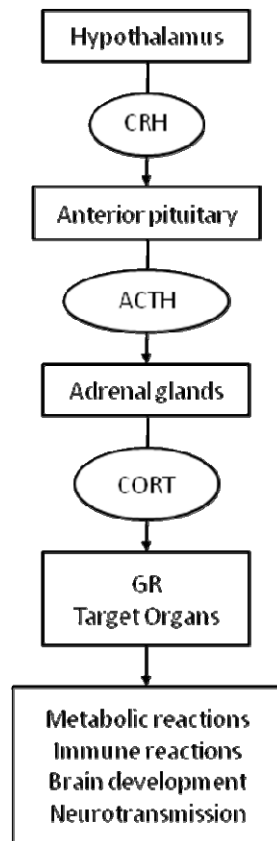 Hypothalamus
CRH
Anterior pituitary
ACTH
Adrenal glands
CORT
GR
Target Organs
Metabolic reactions
Immune reactions
Brain development
Neurotransmission